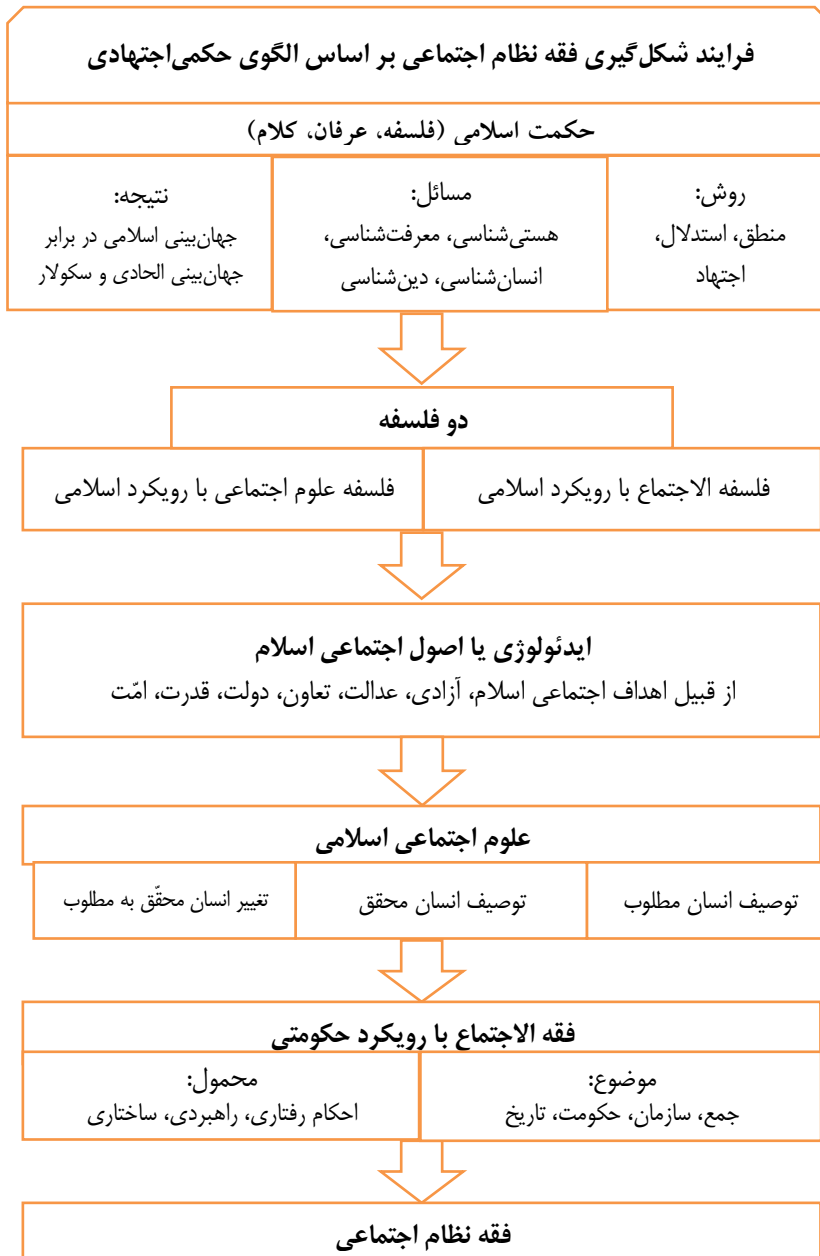 فرایند شکل‌گیری فقه نظام اجتماعی بر اساس الگوی حکمی‌اجتهادی
حکمت اسلامی (فلسفه، عرفان، کلام)
روش:
منطق، استدلال،
اجتهاد
مسائل:
هستی‌شناسی، معرفت‌شناسی،
انسان‌شناسی، دین‌شناسی
نتیجه:
جهان‌بینی اسلامی در برابر
جهان‌بینی الحادی و سکولار
دو فلسفه
فلسفه الاجتماع با رویکرد اسلامی
فلسفه علوم اجتماعی با رویکرد اسلامی
ایدئولوژی یا اصول اجتماعی اسلام
از قبیل اهداف اجتماعی اسلام، آزادی، عدالت، تعاون، دولت، قدرت، امّت
علوم اجتماعی اسلامی
توصیف انسان مطلوب
توصیف انسان محقق
تغییر انسان محقّق به مطلوب
فقه الاجتماع با رویکرد حکومتی
موضوع:
جمع، سازمان، حکومت، تاریخ
محمول:
احکام رفتاری، راهبردی، ساختاری
فقه نظام اجتماعی